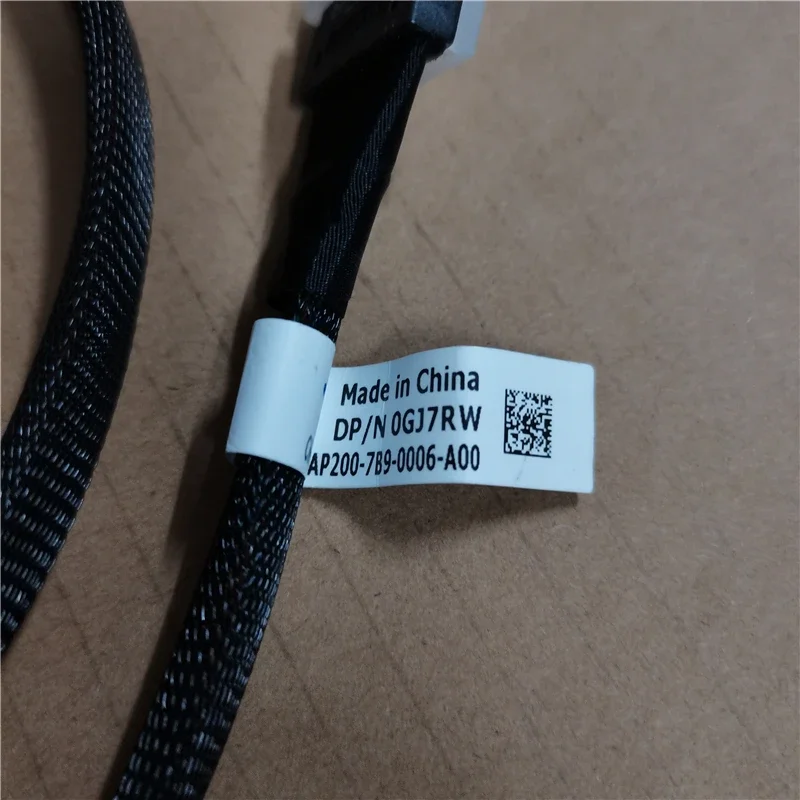 Made in China
DP/N 0GJ7RW
AP200-7B9-0006-A00